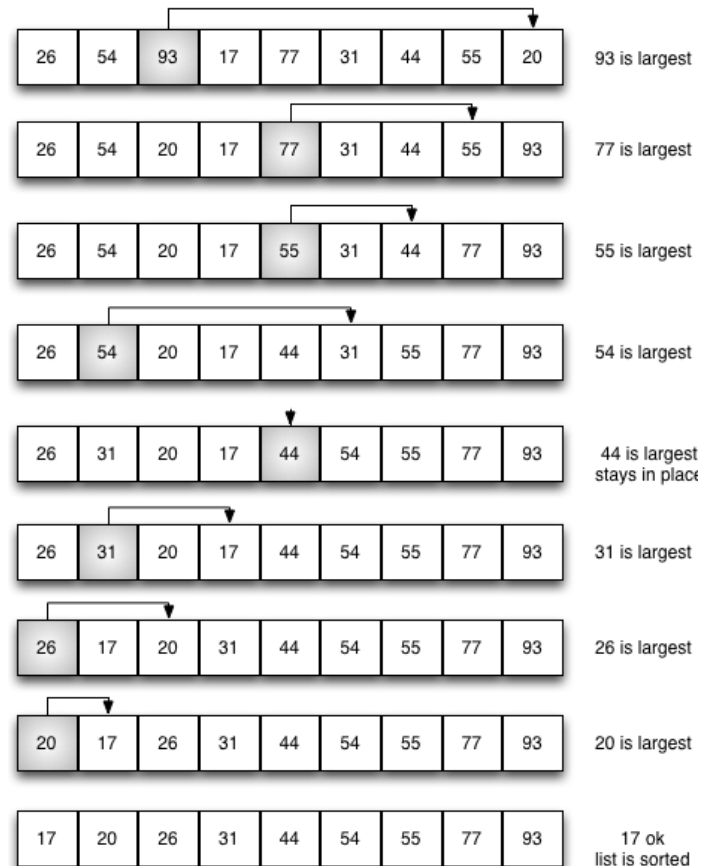 26 54 93 17 77 31 44 55 20 93 is largest
26 54 20 17 77 31 44 55 93 77 is largest
26 54 20 17 55 31 44 77 93 55 is largest
26 54 20 17 44 31 55 77 93 54 is largest
26 31 20 17 44 54 55 77 93 44 is largest
stays in place
26 31 20 17 44 54 55 77 93 31 is largest
26 17 20 31 44 54 55 77 93 26 is largest
20 17 26 31 44 54 55 77 93 20 is largest
17 20 26 31 44 54 55 77 93 17 ok
list is sorted